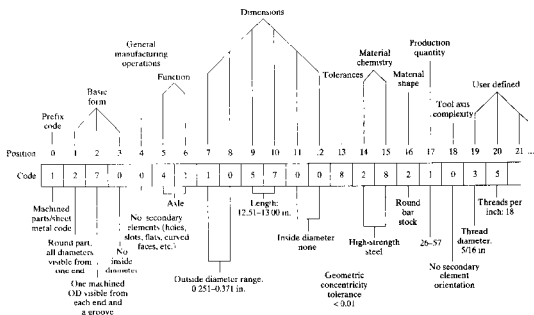 Dimensions
General
manufacturing
operations
Production
quantity
Material
chemistry
Function
Basic
form
Tolerances
Material
shape
User defined
Prefix
code
Tool axis
complexity
Position 0 1 2 3 4 5 6 7 8 9 10 11 12 13 14 15 16 17 18 19 20 21 ...
Code 1 2 7 0 0 4 1 1 0 5 7 0 0 8 2 8 2 1 0 3 5
Machined
parts/sheet
metal code
Axle
Length:
12.51–13.00 in.
Round
bar
stock
Threads per
inch: 18
Round part,
all diameters
visible from
one end
No secondary
elements (holes,
slots, flats, curved
faces, etc.)
Inside diameter
none
High-strength
steel
26–57
Thread
diameter.
5/16 in
No
inside
diameter
One machined
OD visible from
each end and
a groove
Outside diameter range.
0.251–0.371 in.
Geometric
concentricity
tolerance
< 0.01
No secondary
element
orientation